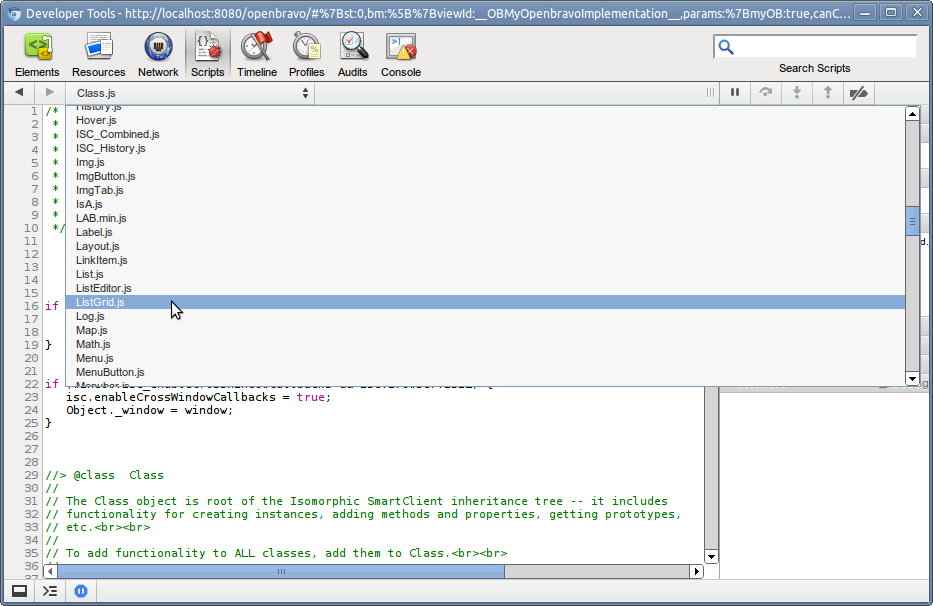 Developer Tools - http://localhost:8080/openbravo/#%7Bst:0,bm:%5B%7BviewId:__OBMyOpenbravoImplementation__,params:%7BmyOB:true,canC...
Elements Resources Network Scripts Timeline Profiles Audits Console
Search Scripts
Class.js
History.js
Hover.js
ISC_Combined.js
ISC_History.js
Img.js
ImgButton.js
ImgTab.js
IsA.js
LAB.min.js
Label.js
Layout.js
LinkItem.js
List.js
ListEditor.js
ListGrid.js
Log.js
Map.js
Math.js
Menu.js
MenuButton.js
Menubar.js
1 /*
2 *
3 *
4 *
5 *
6 *
7 *
8 *
9 *
10 */
11
12
13
14
15
16 if
17
18
19 }
20
21
22 if
23 isc.enableCrossWindowCallbacks = true;
24 Object._window = window;
25 }
26
27
28
29 //> @class Class
30 //
31 // The Class object is root of the Isomorphic SmartClient inheritance tree -- it includes
32 // functionality for creating instances, adding methods and properties, getting prototypes,
33 // etc.<br><br>
34 //
35 // To add functionality to ALL classes, add them to Class.<br><br>
36 //
37